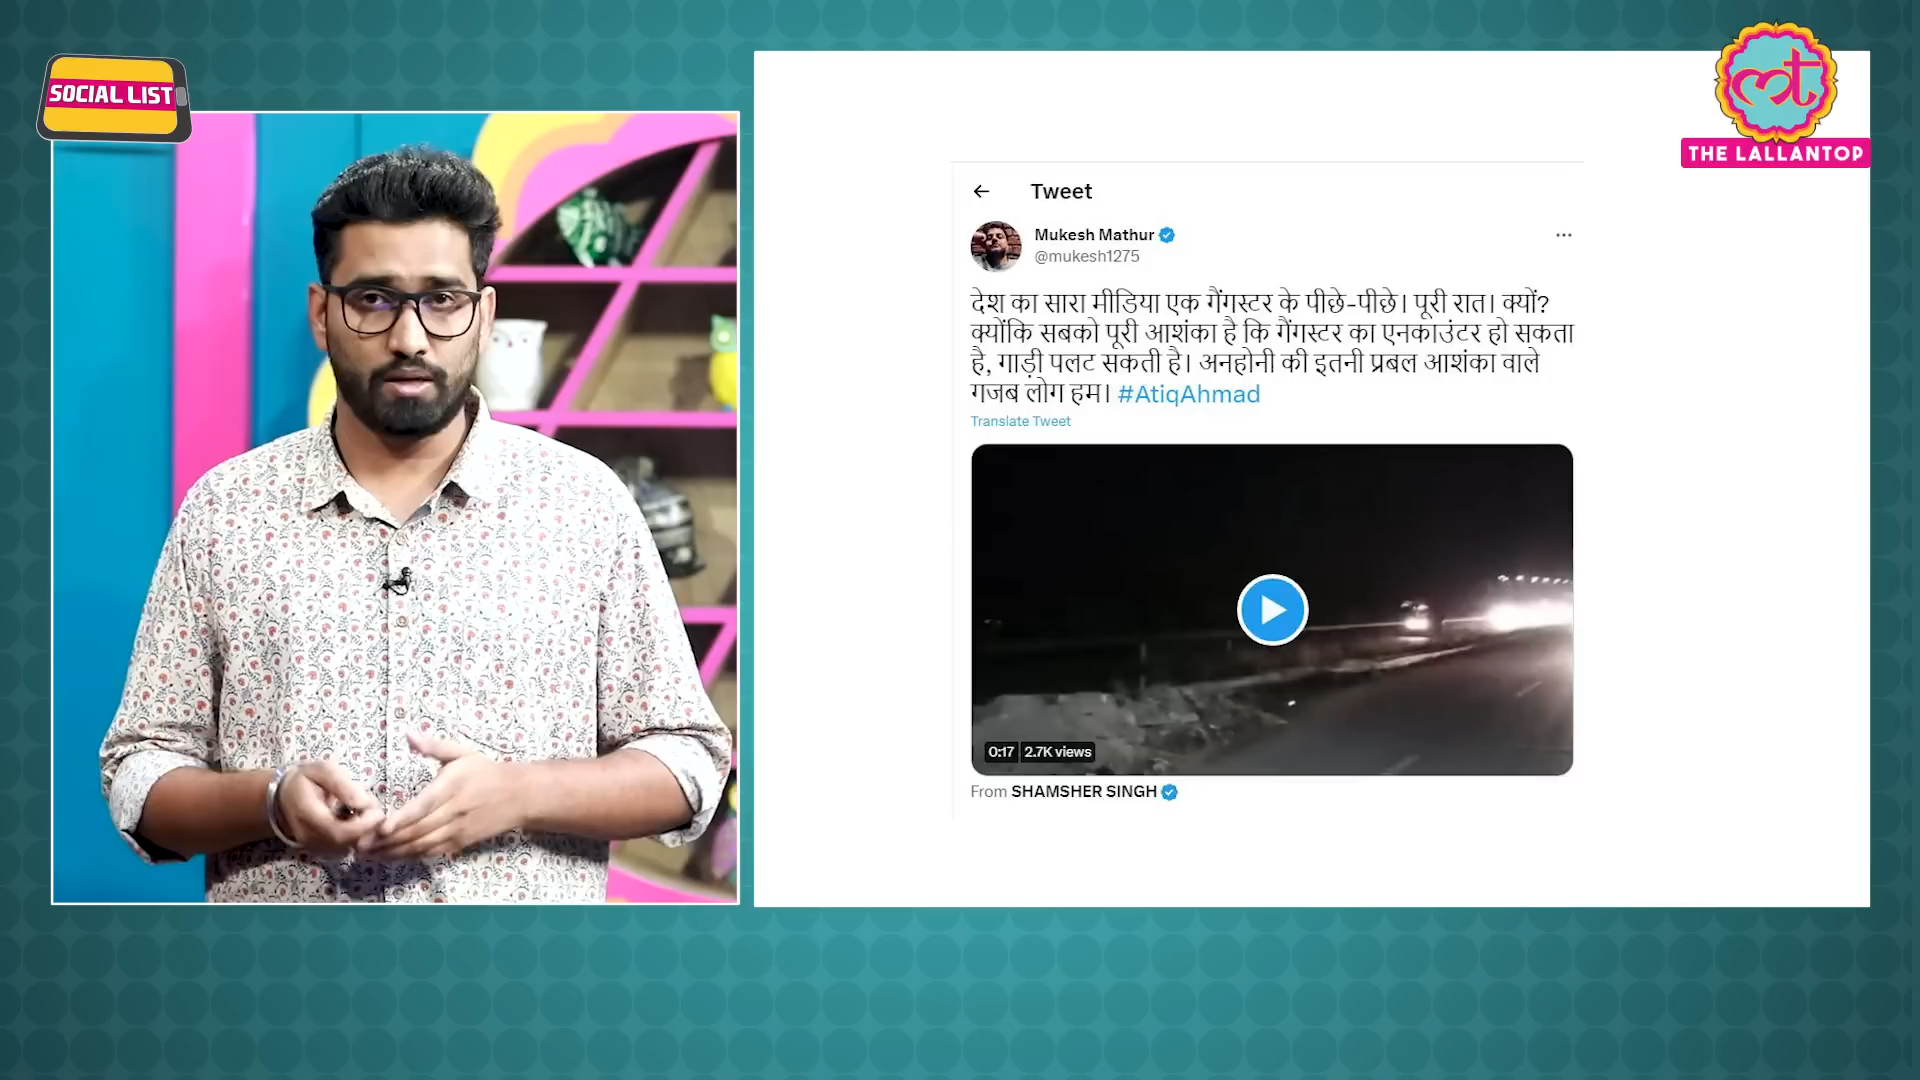 SOCIAL LIST
THE LALLANTOP
Tweet
Mukesh Mathur
@mukesh1275
देश का सारा मीडिया एक गैंगस्टर के पीछे-पीछे। पूरी रात। क्यों?
क्योंकि सबको पूरी आशंका है कि गैंगस्टर का एनकाउंटर हो सकता
है, गाड़ी पलट सकती है। अनहोनी की इतनी प्रबल आशंका वाले
गजब लोग हम। #AtiqAhmad
Translate Tweet
0:17 2.7K views
From SHAMSHER SINGH